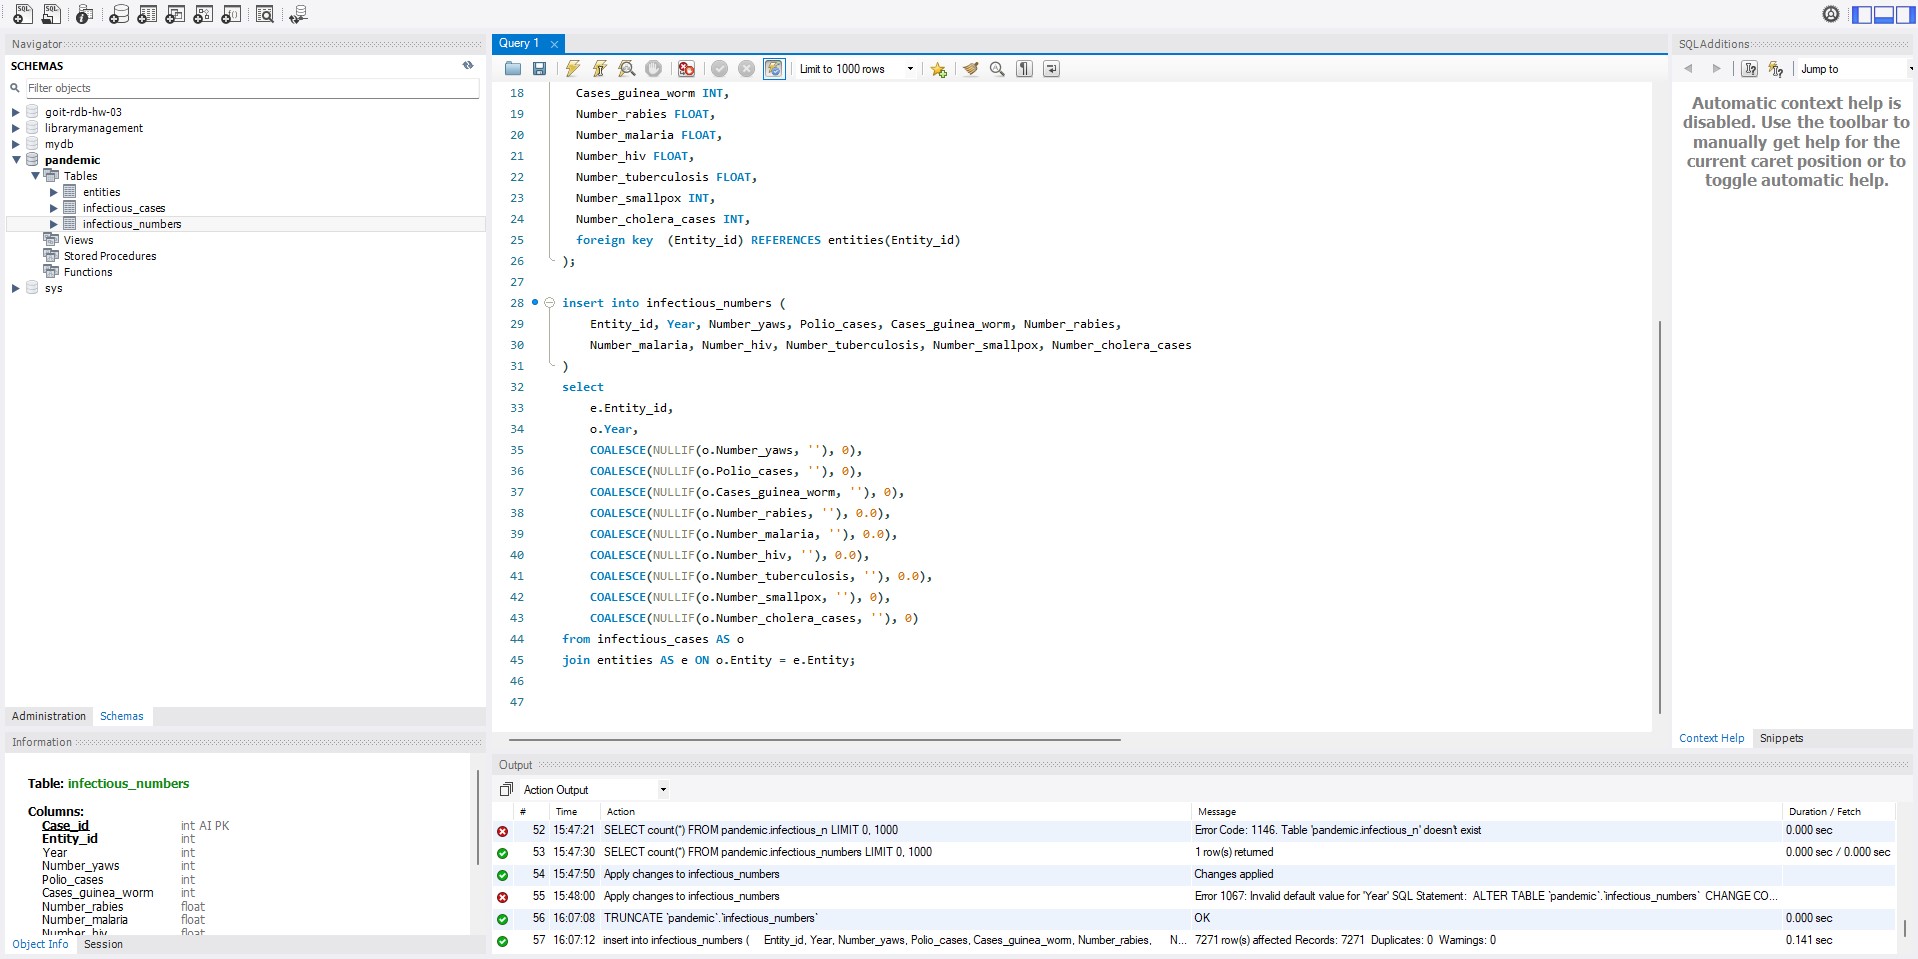 Navigator
SCHEMAS
Filter objects
goit-rdb-hw-03
librarymanagement
mydb
pandemic
Tables
entities
infectious_cases
infectious_numbers
Views
Stored Procedures
Functions
sys
Administration Schemas
Information
Table: infectious_numbers
Columns:
Case_id int AI PK
Entity_id int
Year int
Number_yaws int
Polio_cases int
Cases_guinea_worm int
Number_rabies float
Number_malaria float
Number_hiv float
Object Info Session
Query 1
Limit to 1000 rows
18 Cases_guinea_worm INT,
19 Number_rabies FLOAT,
20 Number_malaria FLOAT,
21 Number_hiv FLOAT,
22 Number_tuberculosis FLOAT,
23 Number_smallpox INT,
24 Number_cholera_cases INT,
25 foreign key (Entity_id) REFERENCES entities(Entity_id)
26 );
27
28 insert into infectious_numbers (
29 Entity_id, Year, Number_yaws, Polio_cases, Cases_guinea_worm, Number_rabies,
30 Number_malaria, Number_hiv, Number_tuberculosis, Number_smallpox, Number_cholera_cases
31 )
32 select
33 e.Entity_id,
34 o.Year,
35 COALESCE(NULLIF(o.Number_yaws, ''), 0),
36 COALESCE(NULLIF(o.Polio_cases, ''), 0),
37 COALESCE(NULLIF(o.Cases_guinea_worm, ''), 0),
38 COALESCE(NULLIF(o.Number_rabies, ''), 0.0),
39 COALESCE(NULLIF(o.Number_malaria, ''), 0.0),
40 COALESCE(NULLIF(o.Number_hiv, ''), 0.0),
41 COALESCE(NULLIF(o.Number_tuberculosis, ''), 0.0),
42 COALESCE(NULLIF(o.Number_smallpox, ''), 0),
43 COALESCE(NULLIF(o.Number_cholera_cases, ''), 0)
44 from infectious_cases AS o
45 join entities AS e ON o.Entity = e.Entity;
46
47
Output
Action Output
# Time Action Message Duration / Fetch
52 15:47:21 SELECT count(*) FROM pandemic.infectious_n LIMIT 0, 1000 Error Code: 1146. Table 'pandemic.infectious_n' doesn't exist 0.000 sec
53 15:47:30 SELECT count(*) FROM pandemic.infectious_numbers LIMIT 0, 1000 1 row(s) returned 0.000 sec / 0.000 sec
54 15:47:50 Apply changes to infectious_numbers Changes applied
55 15:48:00 Apply changes to infectious_numbers Error 1067: Invalid default value for 'Year' SQL Statement: ALTER TABLE `pandemic`.`infectious_numbers` CHANGE CO...
56 16:07:08 TRUNCATE `pandemic`.`infectious_numbers` OK 0.000 sec
57 16:07:12 insert into infectious_numbers ( Entity_id, Year, Number_yaws, Polio_cases, Cases_guinea_worm, Number_rabies, N... 7271 row(s) affected Records: 7271 Duplicates: 0 Warnings: 0 0.141 sec
SQLAdditions
Jump to
Automatic context help is
disabled. Use the toolbar to
manually get help for the
current caret position or to
toggle automatic help.
Context Help Snippets